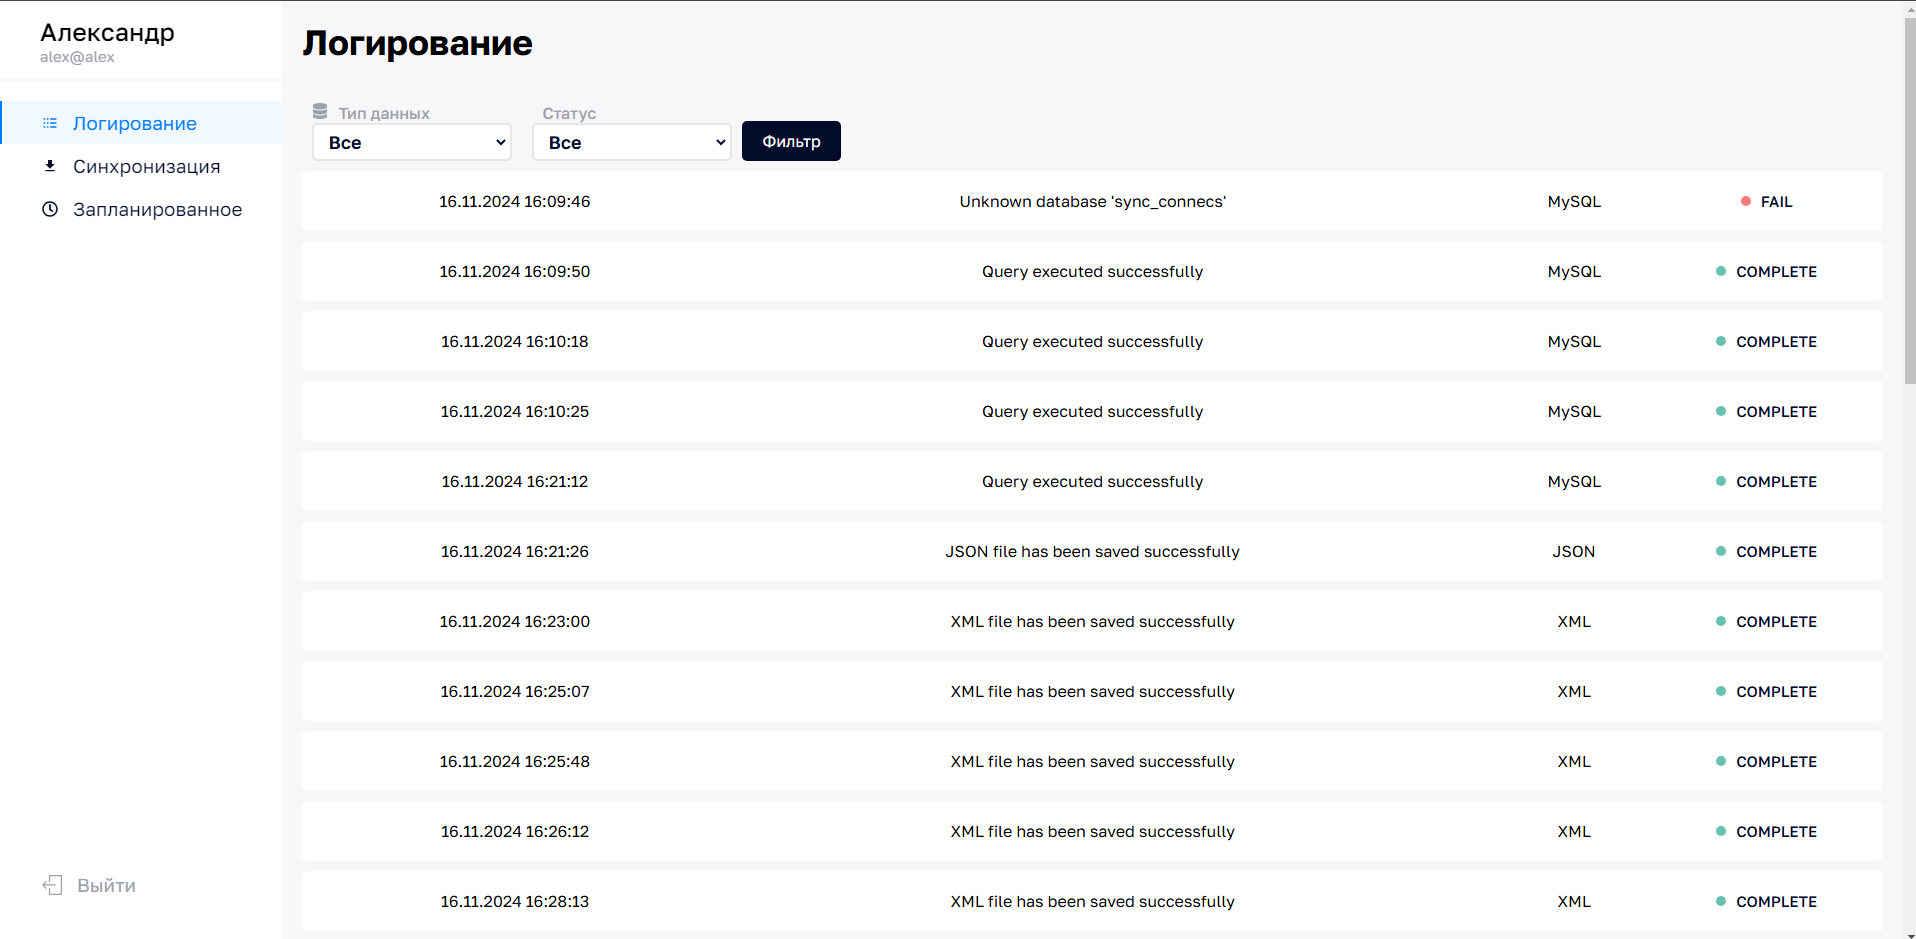 Александр
alex@alex
Логирование
Синхронизация
Запланированное
Выйти
Логирование
Тип данных Статус
Все Все Фильтр
16.11.2024 16:09:46 Unknown database 'sync_connecs' MySQL FAIL
16.11.2024 16:09:50 Query executed successfully MySQL COMPLETE
16.11.2024 16:10:18 Query executed successfully MySQL COMPLETE
16.11.2024 16:10:25 Query executed successfully MySQL COMPLETE
16.11.2024 16:21:12 Query executed successfully MySQL COMPLETE
16.11.2024 16:21:26 JSON file has been saved successfully JSON COMPLETE
16.11.2024 16:23:00 XML file has been saved successfully XML COMPLETE
16.11.2024 16:25:07 XML file has been saved successfully XML COMPLETE
16.11.2024 16:25:48 XML file has been saved successfully XML COMPLETE
16.11.2024 16:26:12 XML file has been saved successfully XML COMPLETE
16.11.2024 16:28:13 XML file has been saved successfully XML COMPLETE